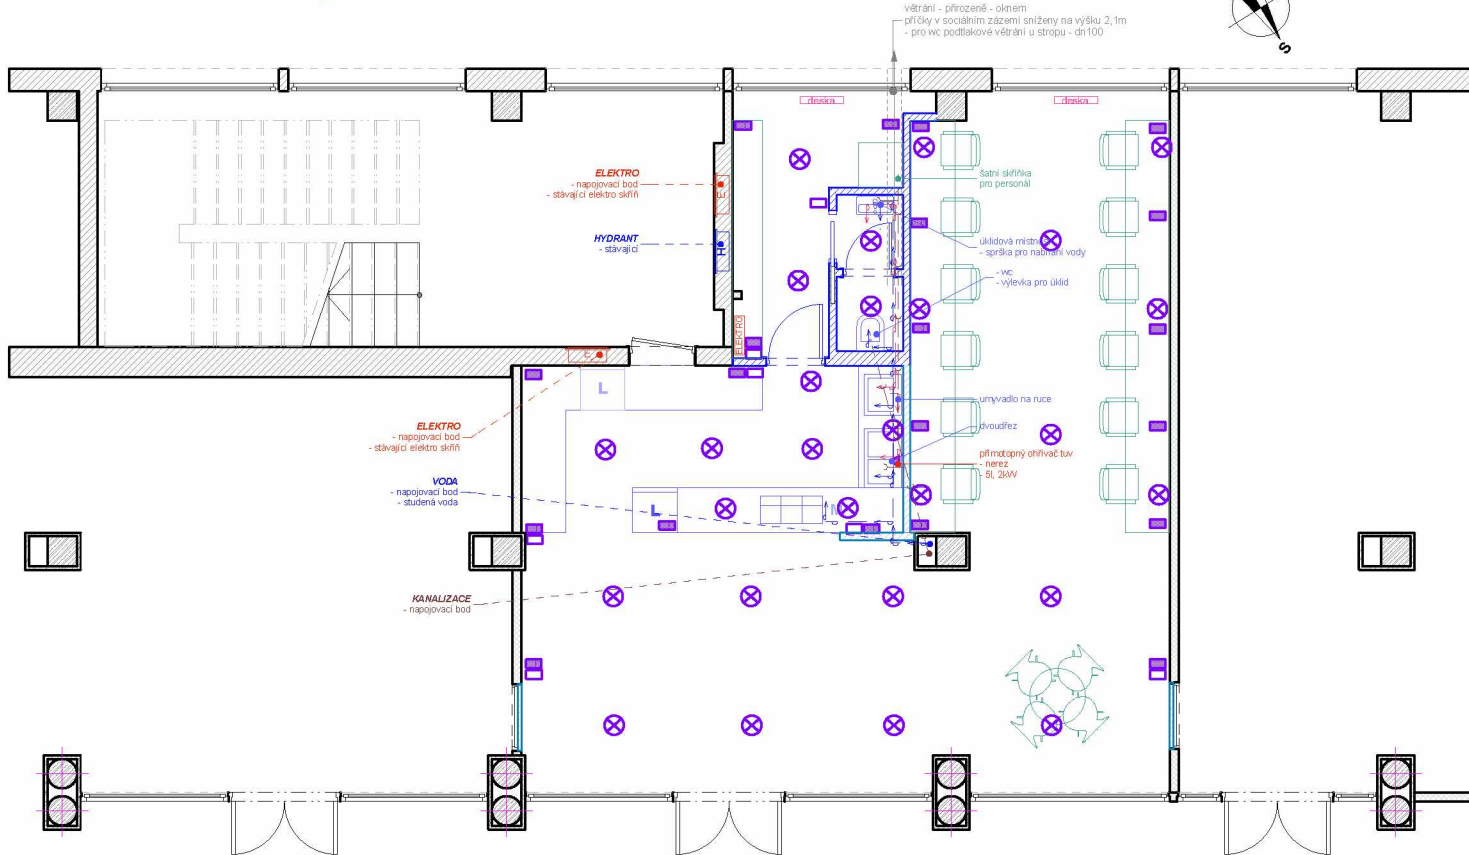 větrání - přirozeně - oknem
příčky v sociálním zázemí sníženy na výšku 2,1m
- pro wc podtlakové větrání u stropu - dn100
S
deska
deska
ELEKTRO
- napojovací bod
- stávající elektro skříň
E
HYDRANT
- stávající
H
šatní skříňka
pro personál
úklidová místn
- sprška pro nabírání vody
- wc
- výlevka pro úklid
ELEKTRO
E
L
umyvadlo na ruce
ELEKTRO
- napojovací bod
- stávající elektro skříň
dvoudřez
přímotopný ohřívač tuv
- nerez
- 5l, 2kW
VODA
- napojovací bod
- studená voda
L
KANALIZACE
- napojovací bod